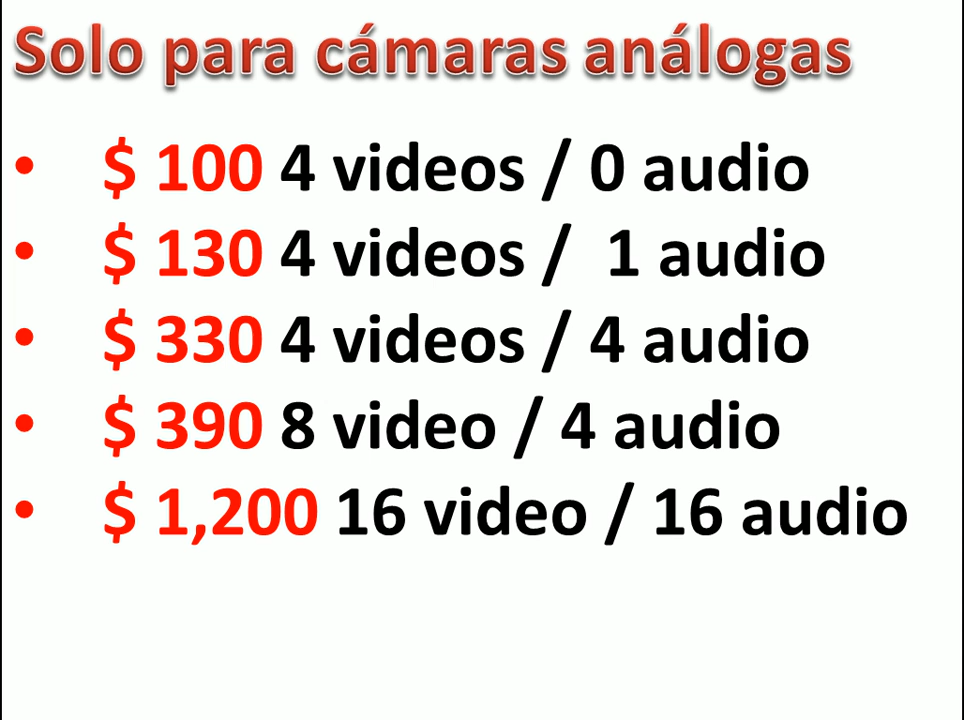 Solo para cámaras análogas
• $ 100 4 videos / 0 audio
• $ 130 4 videos /  1 audio
• $ 330 4 videos / 4 audio
• $ 390 8 video / 4 audio
• $ 1,200 16 video / 16 audio